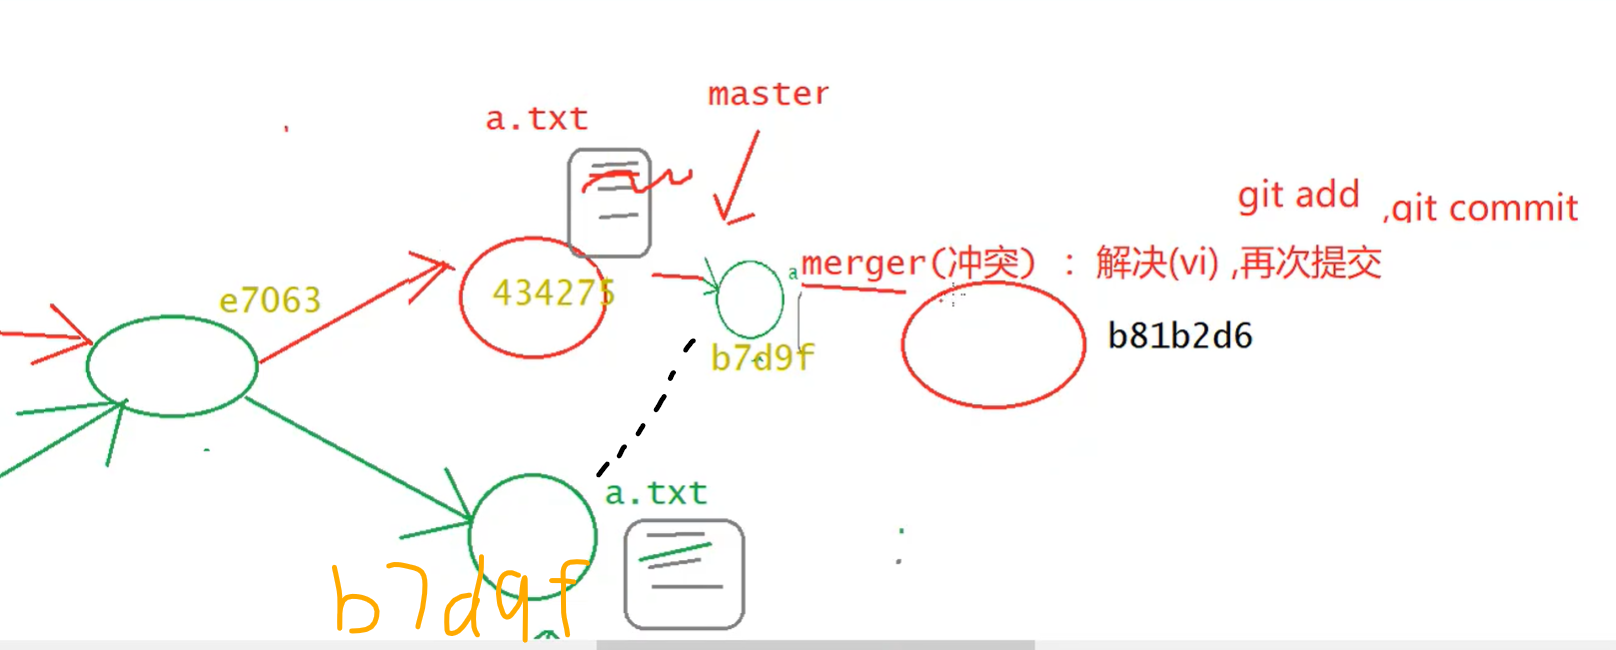 master
a.txt
git add ,git commit
merger(冲突) : 解决(vi) ,再次提交
a
e7063
434275
b81b2d6
b7d9f
a.txt
b7d9f